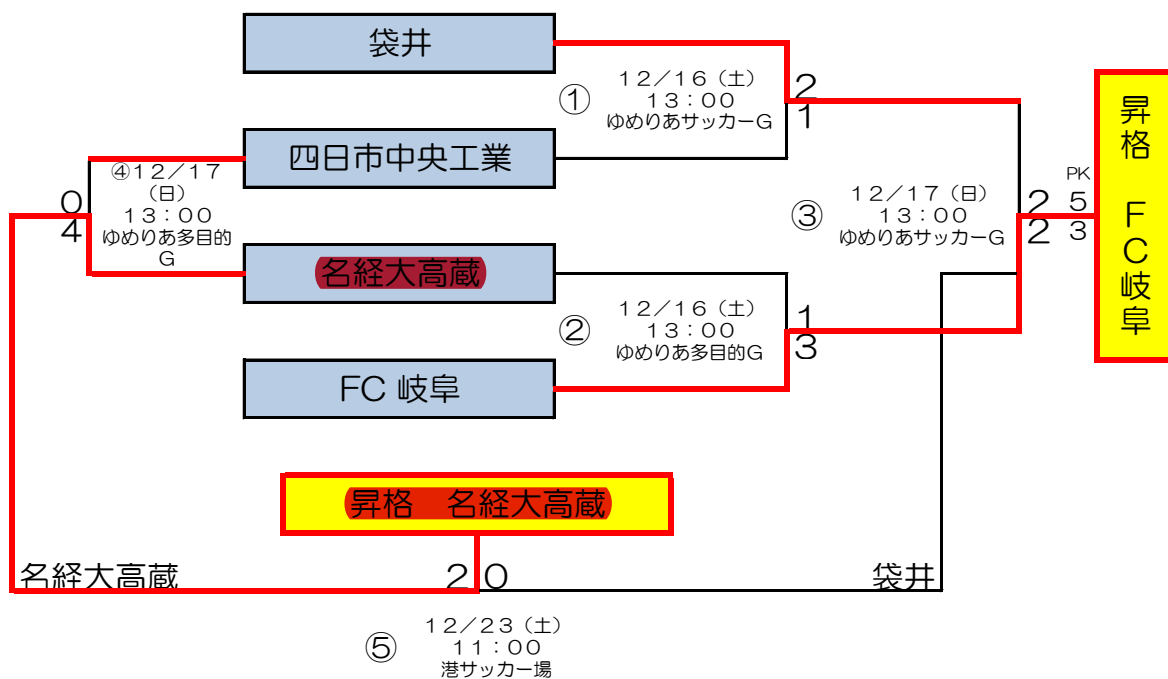 袋井
①
12/16(土)
13:00
ゆめりあサッカーG
2
1
四日市中央工業
④12/17
(日)
13:00
ゆめりあ多目的
G
0
4
名経大高蔵
③
12/17(日)
13:00
ゆめりあサッカーG
2
2
PK
5
3
昇格 FC岐阜
②
12/16(土)
13:00
ゆめりあ多目的G
1
3
FC 岐阜
昇格 名経大高蔵
名経大高蔵
2 0
袋井
⑤
12/23(土)
11:00
港サッカー場